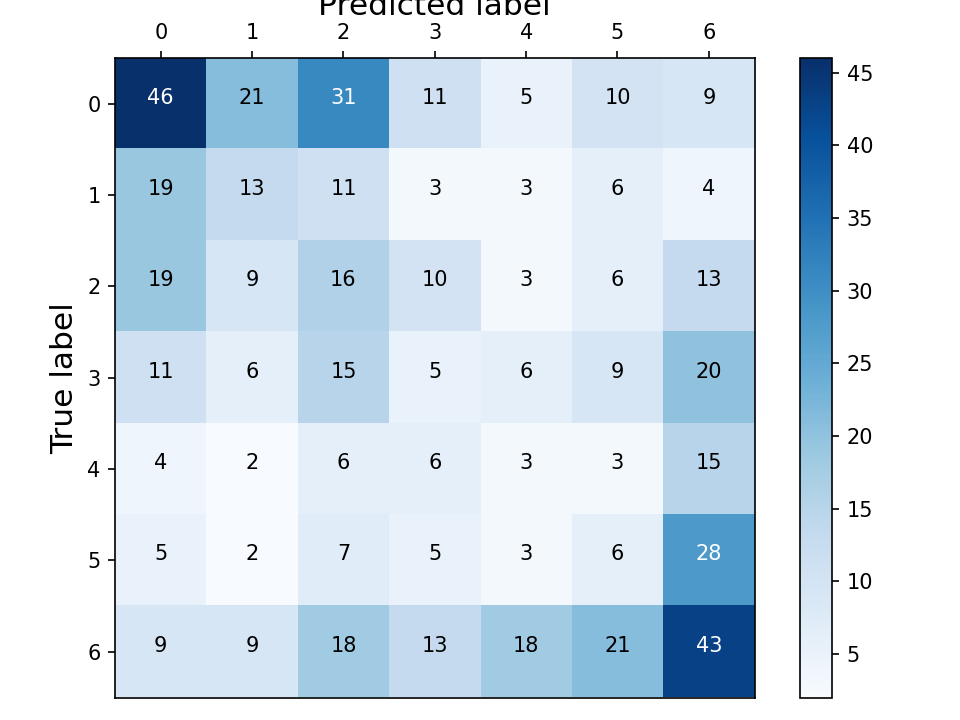 Predicted label
0 1 2 3 4 5 6
0 46 21 31 11 5 10 9
1 19 13 11 3 3 6 4
2 19 9 16 10 3 6 13
3 11 6 15 5 6 9 20
4 4 2 6 6 3 3 15
5 5 2 7 5 3 6 28
6 9 9 18 13 18 21 43
True label
45
40
35
30
25
20
15
10
5